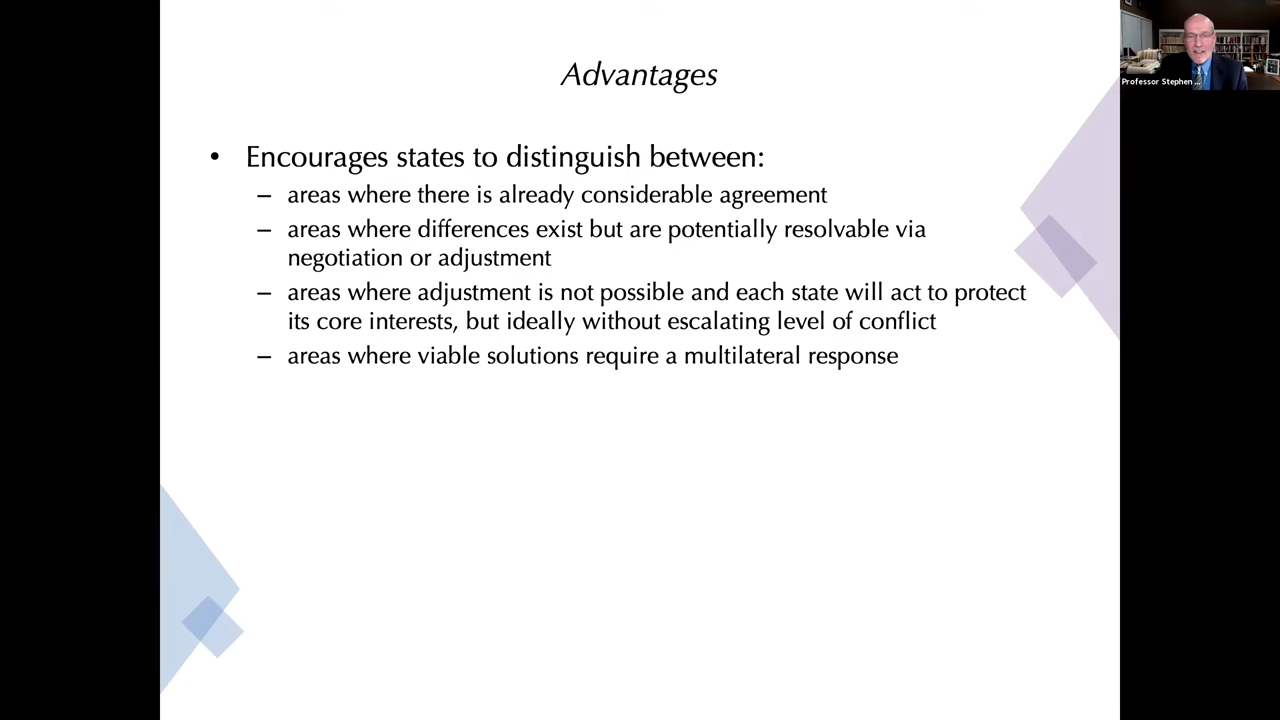 Advantages
• Encourages states to distinguish between:
– areas where there is already considerable agreement
– areas where differences exist but are potentially resolvable via
negotiation or adjustment
– areas where adjustment is not possible and each state will act to protect
its core interests, but ideally without escalating level of conflict
– areas where viable solutions require a multilateral response
Professor Stephen ...